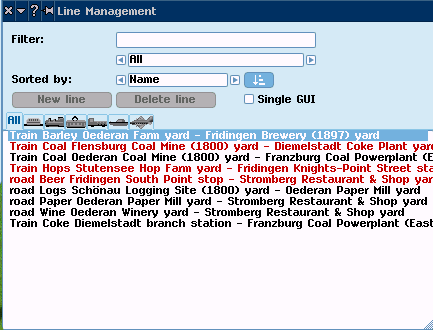 Line Management
Filter:
All
Sorted by: Name
New line Delete line Single GUI
All
Train Barley Oederan Farm yard - Fridingen Brewery (1897) yard
Train Coal Flensburg Coal Mine (1800) yard - Diemelstadt Coke Plant yard
Train Coal Oederan Coal Mine (1800) yard - Franzburg Coal Powerplant (E
Train Hops Stutensee Hop Farm yard - Fridingen Knights-Point Street sta
road Beer Fridingen South Point stop - Stromberg Restaurant & Shop yar
road Logs Schönau Logging Site (1800) yard - Oederan Paper Mill yard
road Paper Oederan Paper Mill yard - Stromberg Restaurant & Shop yard
road Wine Oederan Winery yard - Stromberg Restaurant & Shop yard
Train Coke Diemelstadt branch station - Franzburg Coal Powerplant (East